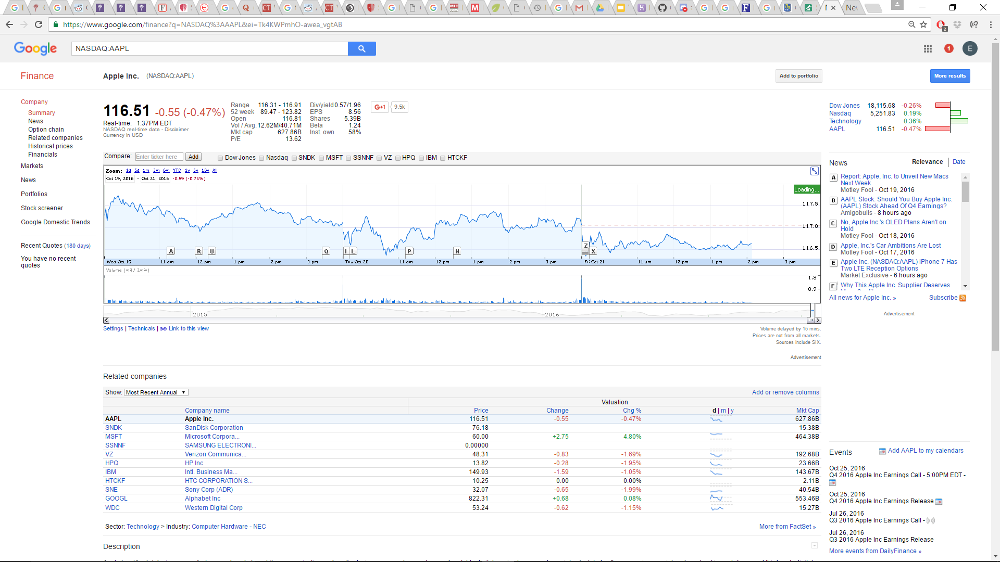 https://www.google.com/finance?q=NASDAQ%3AAAPL&ei=Tk4KWPmhO-awea_vgtAB
Google NASDAQ:AAPL 1 E
Finance Apple Inc. (NASDAQ:AAPL) Add to portfolio More results
Company
Summary
News
Option chain
Related companies
Historical prices
Financials
Markets
News
Portfolios
Stock screener
Google Domestic Trends
Recent Quotes (180 days)
You have no recent
quotes
116.51 -0.55 (-0.47%)
Real-time: 1:37PM EDT
NASDAQ real-time data - Disclaimer
Currency in USD
Range 116.31 - 116.91
52 week 89.47 - 123.82
Open 116.81
Vol / Avg. 12.62M/40.71M
Mkt cap 627.86B
P/E 13.62
Div/yield 0.57/1.96
EPS 8.56
Shares 5.39B
Beta 1.24
Inst. own 58%
G+1 9.5k
Dow Jones 18,115.68 -0.26%
Nasdaq 5,251.83 0.19%
Technology 0.36%
AAPL 116.51 -0.47%
Compare: Enter ticker here Add Dow Jones Nasdaq SNDK MSFT SSNNF VZ HPQ IBM HTCKF
Zoom: 1d 5d 1m 3m 6m YTD 1y 5y 10y All
Oct 19, 2016 - Oct 21, 2016 -0.89 (-0.75%)
Loading...
117.5
117.0
116.5
A R U Q I L P N Z X
Wed Oct 19 11 am 12 pm 1 pm 2 pm 3 pm Thu Oct 20 11 am 12 pm 1 pm 2 pm 3 pm Fri Oct 21 11 am 12 pm 1 pm 2 pm 3 pm
Volume (mil / 2min)
1.8
0.9
2015 2016
Settings | Technicals | Link to this view
Volume delayed by 15 mins.
Prices are not from all markets.
Sources include SIX.
Advertisement
News Relevance Date
A Report: Apple, Inc. to Unveil New Macs
Next Week
Motley Fool - Oct 19, 2016
B AAPL Stock: Should You Buy Apple Inc.
(AAPL) Stock Ahead Of Q4 Earnings?
Amigobulls - 8 hours ago
C No, Apple Inc.'s OLED Plans Aren't on
Hold
Motley Fool - Oct 18, 2016
D Apple, Inc.'s Car Ambitions Are Lost
Motley Fool - Oct 17, 2016
E Apple Inc. (NASDAQ:AAPL) iPhone 7 Has
Two LTE Reception Options
Market Exclusive - 6 hours ago
F Why This Apple Inc. Supplier Deserves
All news for Apple Inc. » Subscribe
Advertisement
Related companies
Show: Most Recent Annual Add or remove columns
Valuation
Company name Price Change Chg % d | m | y Mkt Cap
AAPL Apple Inc. 116.51 -0.55 -0.47% 627.86B
SNDK SanDisk Corporation 76.18 15.38B
MSFT Microsoft Corpora... 60.00 +2.75 4.80% 464.38B
SSNNF SAMSUNG ELECTRONI... 0.00000
VZ Verizon Communica... 48.31 -0.83 -1.69% 192.68B
HPQ HP Inc 13.82 -0.28 -1.95% 23.66B
IBM Intl. Business Ma... 149.93 -1.59 -1.05% 143.67B
HTCKF HTC CORPORATION S... 10.25 0.00 0.00% 2.11B
SNE Sony Corp (ADR) 32.07 -0.65 -1.99% 40.54B
GOOGL Alphabet Inc 822.31 +0.68 0.08% 553.46B
WDC Western Digital Corp 53.24 -0.62 -1.15% 15.27B
Sector: Technology > Industry: Computer Hardware - NEC More from FactSet »
Description
Events Add AAPL to my calendars
Oct 25, 2016
Q4 2016 Apple Inc Earnings Call - 5:00PM EDT -
Oct 25, 2016
Q4 2016 Apple Inc Earnings Release
Jul 26, 2016
Q3 2016 Apple Inc Earnings Call -
Jul 26, 2016
Q3 2016 Apple Inc Earnings Release
More events from DailyFinance »